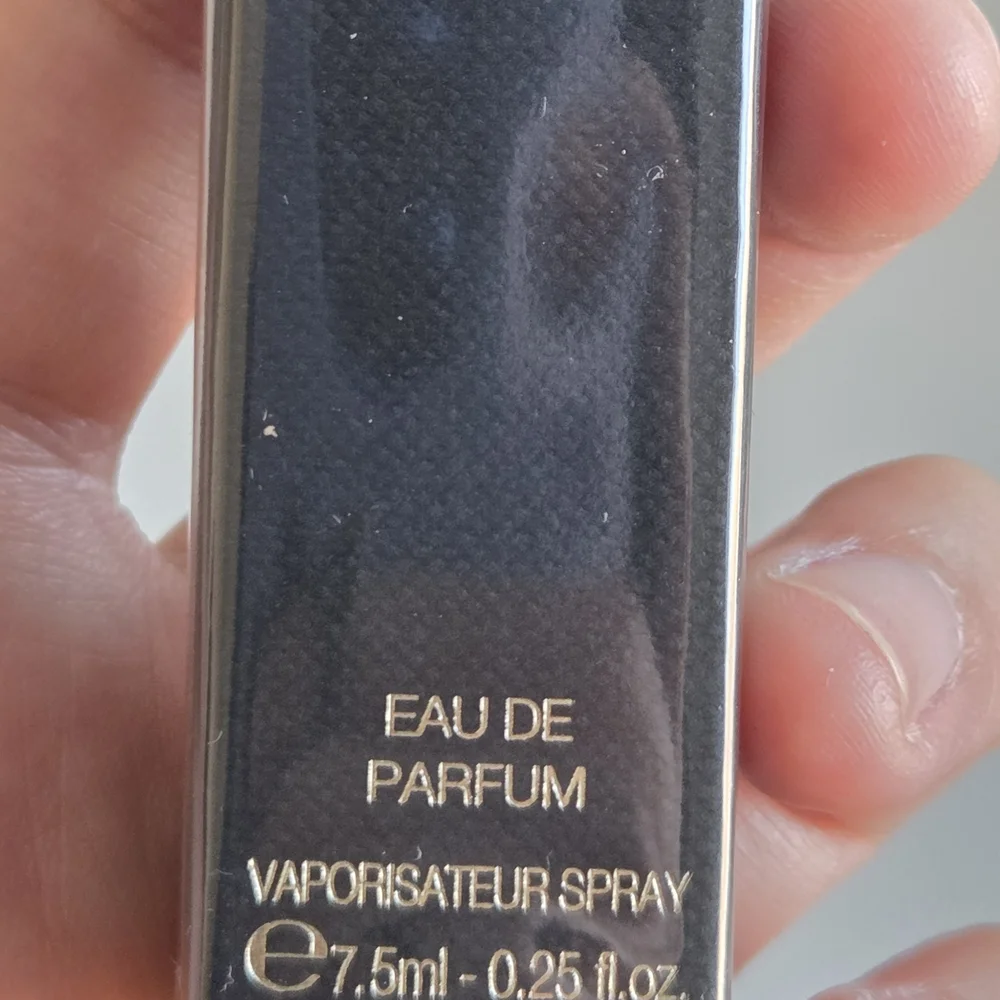 EAU DE
PARFUM
VAPORISATEUR SPRAY
℮7,5ml - 0.25 fl.oz.